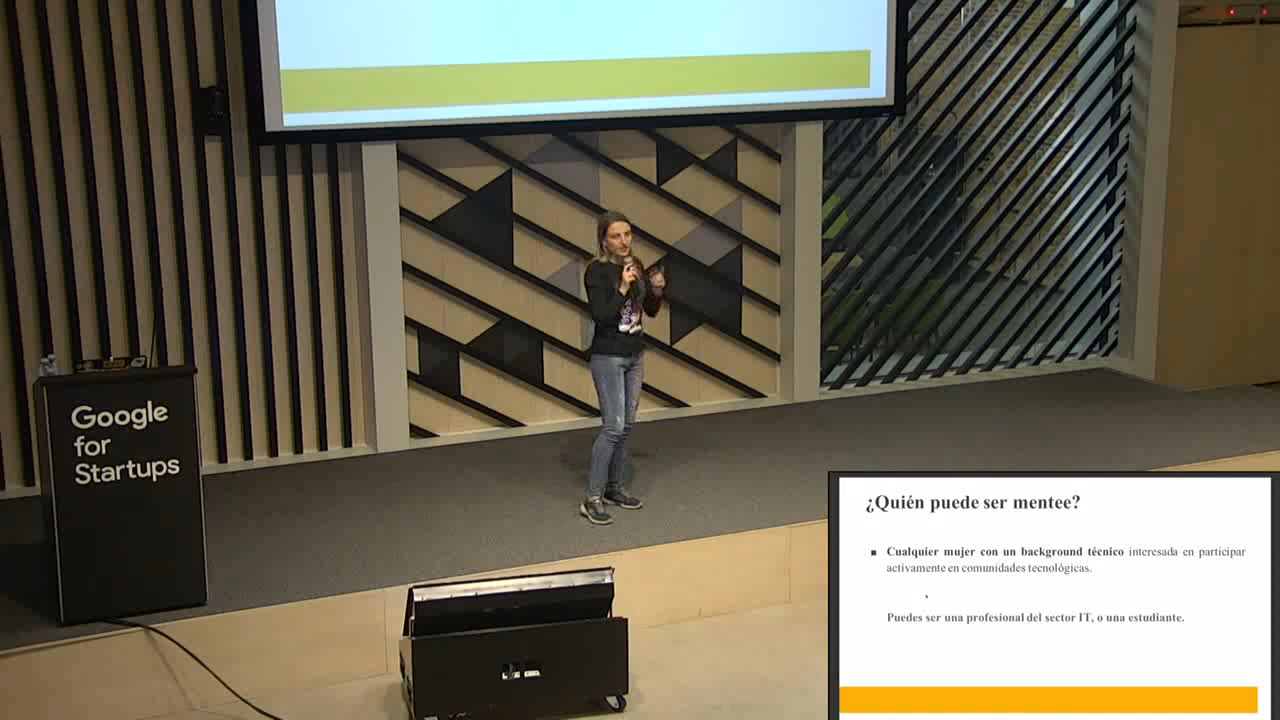 Google
for
Startups
¿Quién puede ser mentee?
▪ Cualquier mujer con un background técnico interesada en participar
activamente en comunidades tecnológicas.
Puedes ser una profesional del sector IT, o una estudiante.